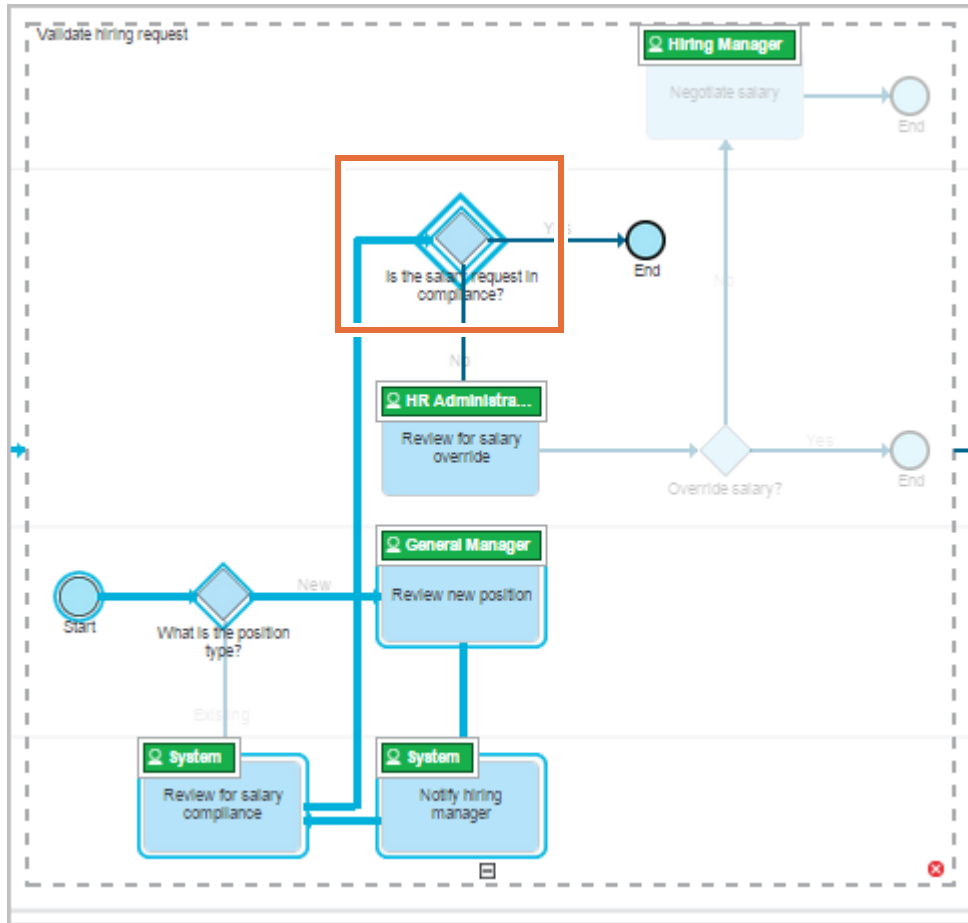 Validate hiring request
Hiring Manager
Negotiate salary
End
Yes
End
Is the salary request in
compliance?
No
No
HR Administra...
Review for salary
override
Yes
Override salary?
End
General Manager
New
Review new position
Start
What is the position
type?
Existing
System
System
Review for salary
compliance
Notify hiring
manager